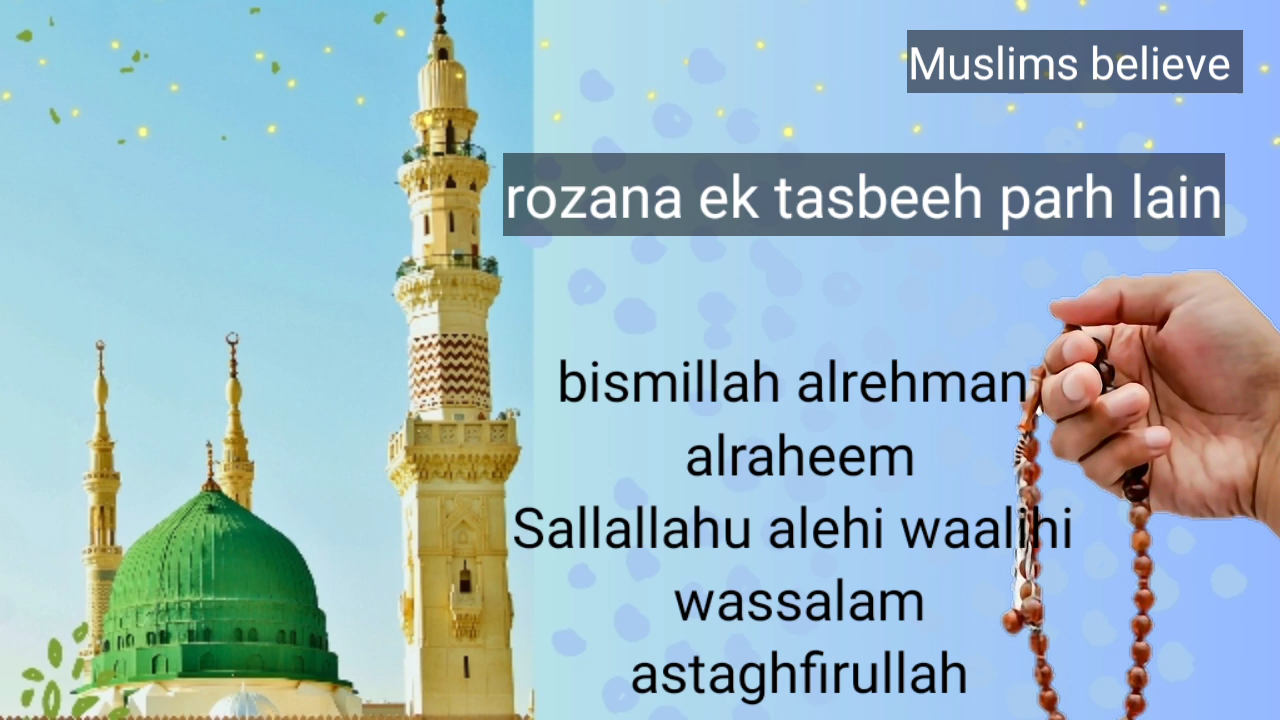 Muslims believe
rozana ek tasbeeh parh lain
bismillah alrehman
alraheem
Sallallahu alehi waalihi
wassalam
astaghfirullah